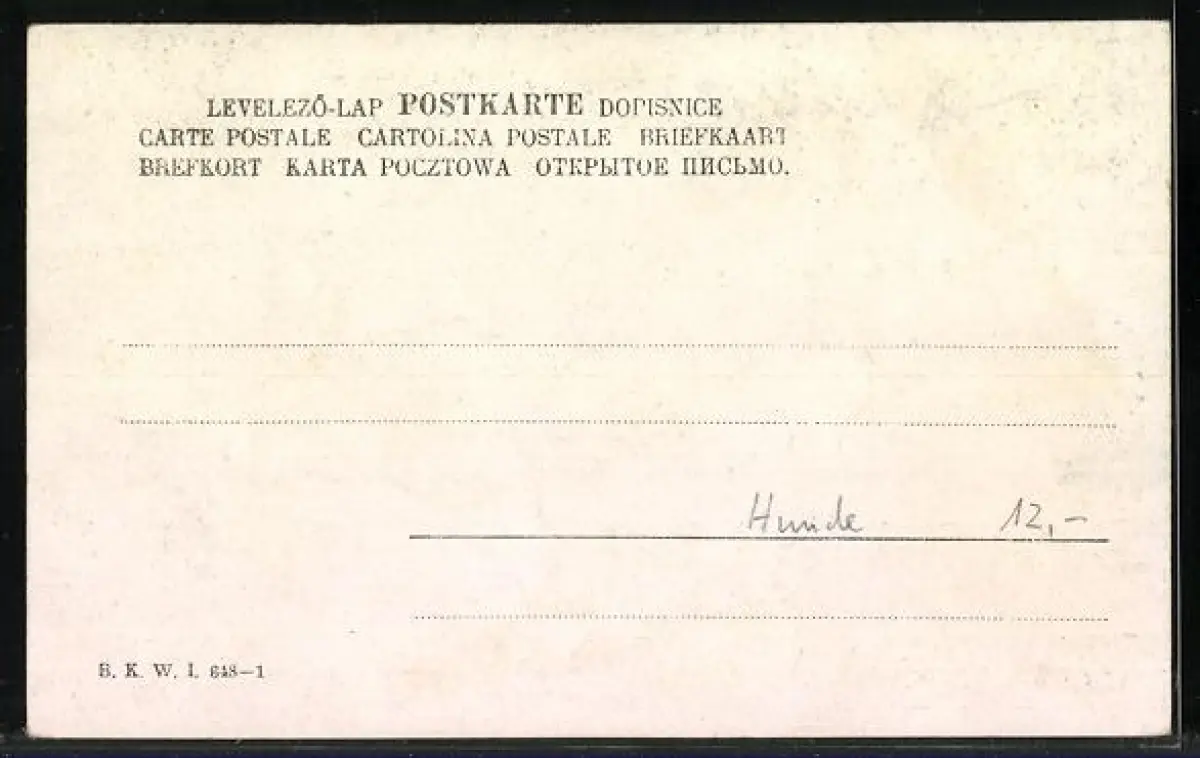 LEVELEZŐ-LAP POSTKARTE DOPISNICE
CARTE POSTALE CARTOLINA POSTALE BRIEFKAART
BREFKORT KARTA POCZTOWA ОТКРЫТОЕ ПИСЬМО.
Hunde 12,-
B. K. W. I. 648-1